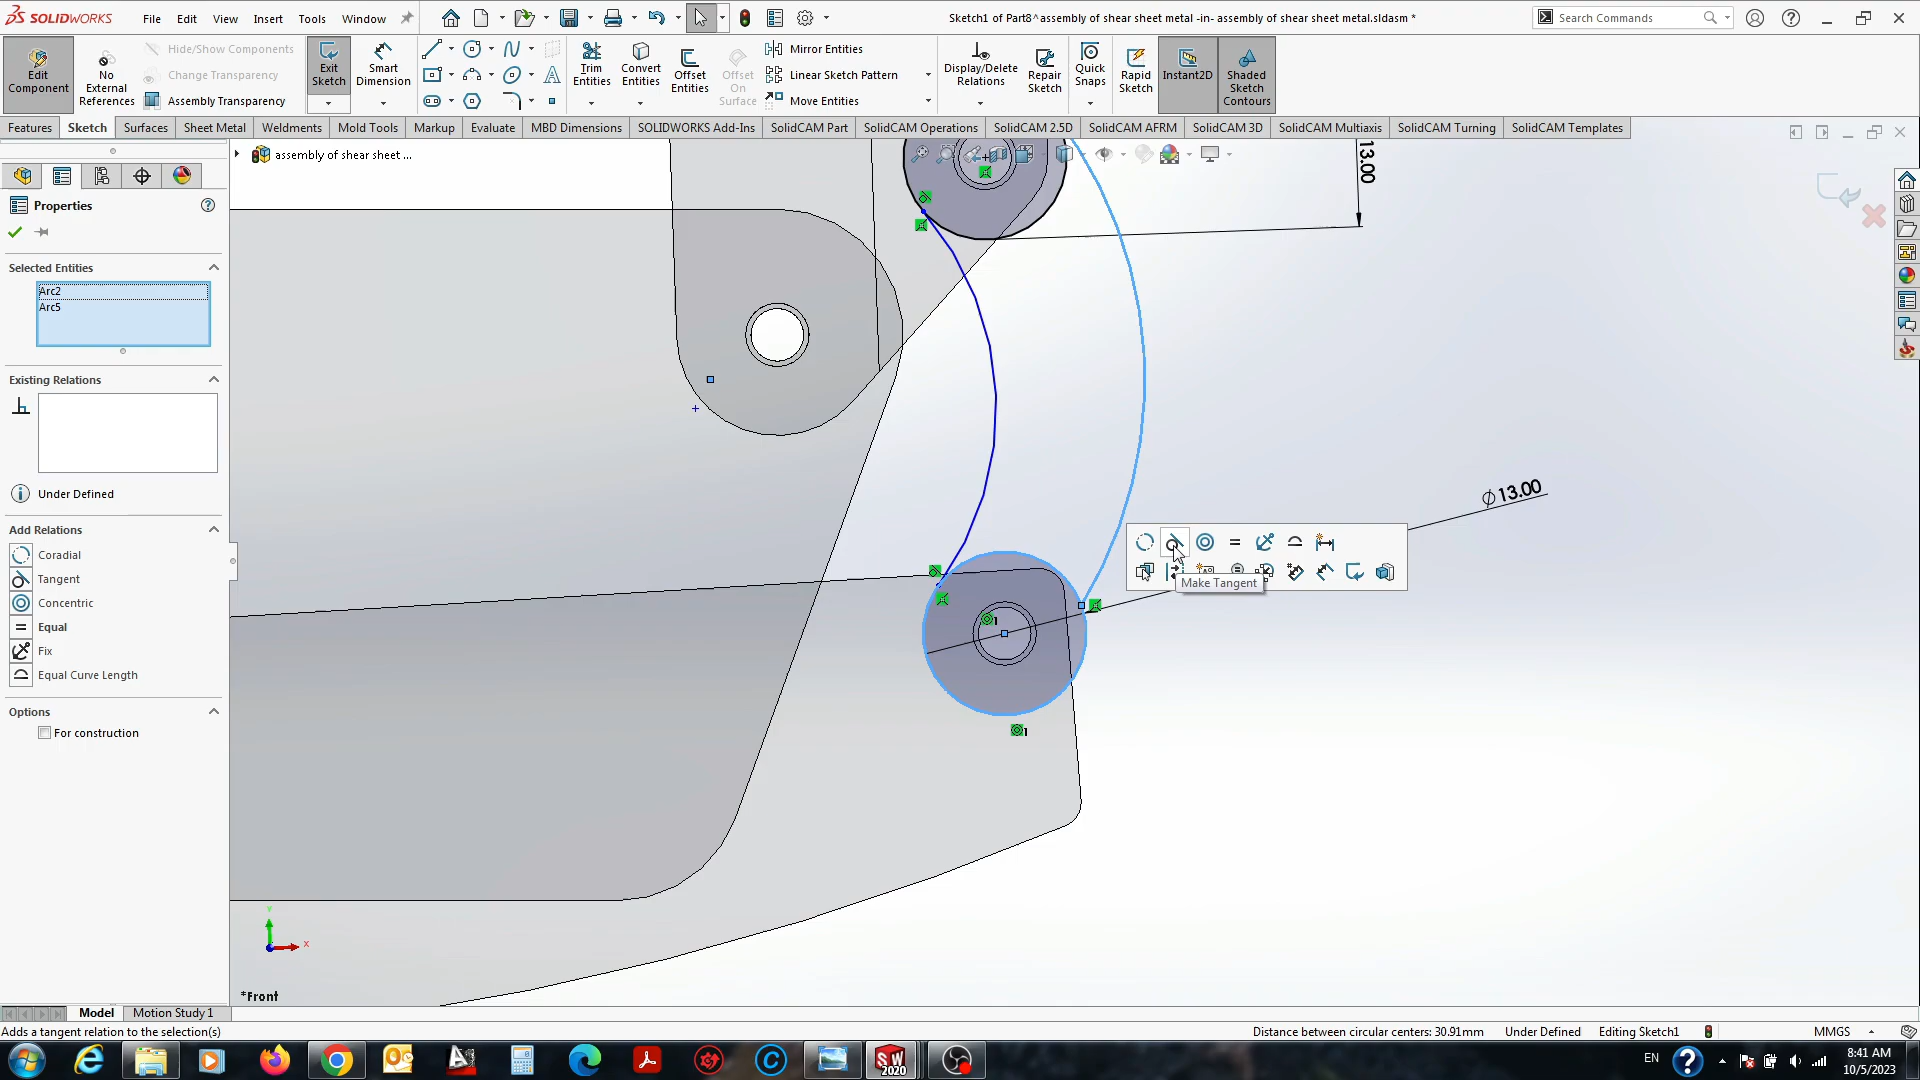 SOLIDWORKS
File
Edit
View
Insert
Tools
Window
Sketch1 of Part8^assembly of shear sheet metal -in- assembly of shear sheet metal.sldasm *
Search Commands
Edit Component
No External References
Hide/Show Components
Change Transparency
Assembly Transparency
Exit Sketch
Smart Dimension
Trim Entities
Convert Entities
Offset Entities
Offset On Surface
Mirror Entities
Linear Sketch Pattern
Move Entities
Display/Delete Relations
Repair Sketch
Quick Snaps
Rapid Sketch
Instant2D
Shaded Sketch Contours
Features
Sketch
Surfaces
Sheet Metal
Weldments
Mold Tools
Markup
Evaluate
MBD Dimensions
SOLIDWORKS Add-Ins
SolidCAM Part
SolidCAM Operations
SolidCAM 2.5D
SolidCAM AFRM
SolidCAM 3D
SolidCAM Multiaxis
SolidCAM Turning
SolidCAM Templates
assembly of shear sheet ...
Properties
Selected Entities
Arc2
Arc5
Existing Relations
Under Defined
Add Relations
Coradial
Tangent
Concentric
Equal
Fix
Equal Curve Length
Options
For construction
13.00
⌀13.00
Make Tangent
1
1
Y
X
*Front
Model
Motion Study 1
Adds a tangent relation to the selection(s)
Distance between circular centers: 30.91mm
Under Defined
Editing Sketch1
MMGS
SW
2020
EN
8:41 AM
10/5/2023